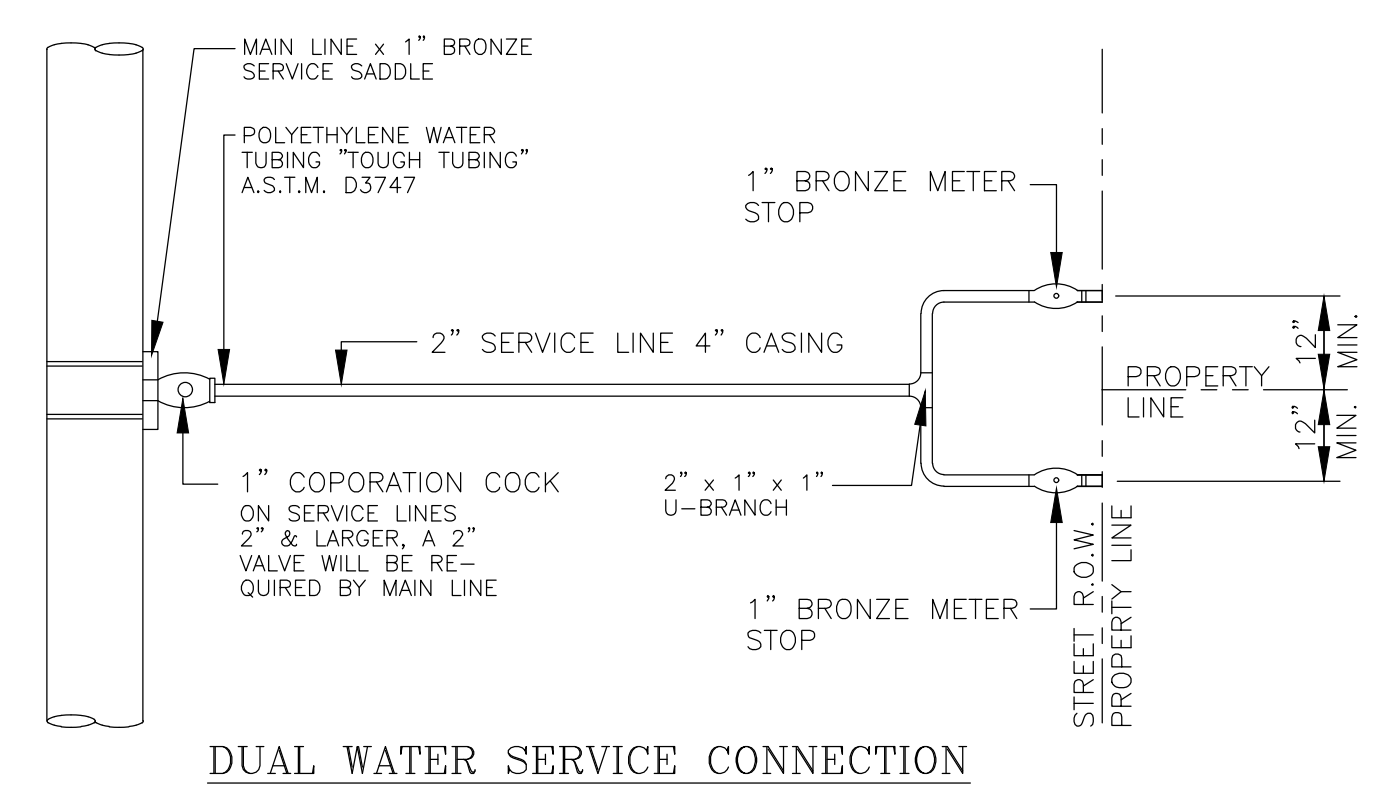 MAIN LINE x 1" BRONZE
SERVICE SADDLE
POLYETHYLENE WATER
TUBING "TOUGH TUBING"
A.S.T.M. D3747
1" BRONZE METER
STOP
2" SERVICE LINE 4" CASING
12"
MIN.
PROPERTY
LINE
12"
MIN.
1" COPORATION COCK
ON SERVICE LINES
2" & LARGER, A 2"
VALVE WILL BE RE-
QUIRED BY MAIN LINE
2" x 1" x 1"
U-BRANCH
1" BRONZE METER
STOP
STREET R.O.W.
PROPERTY LINE
DUAL WATER SERVICE CONNECTION